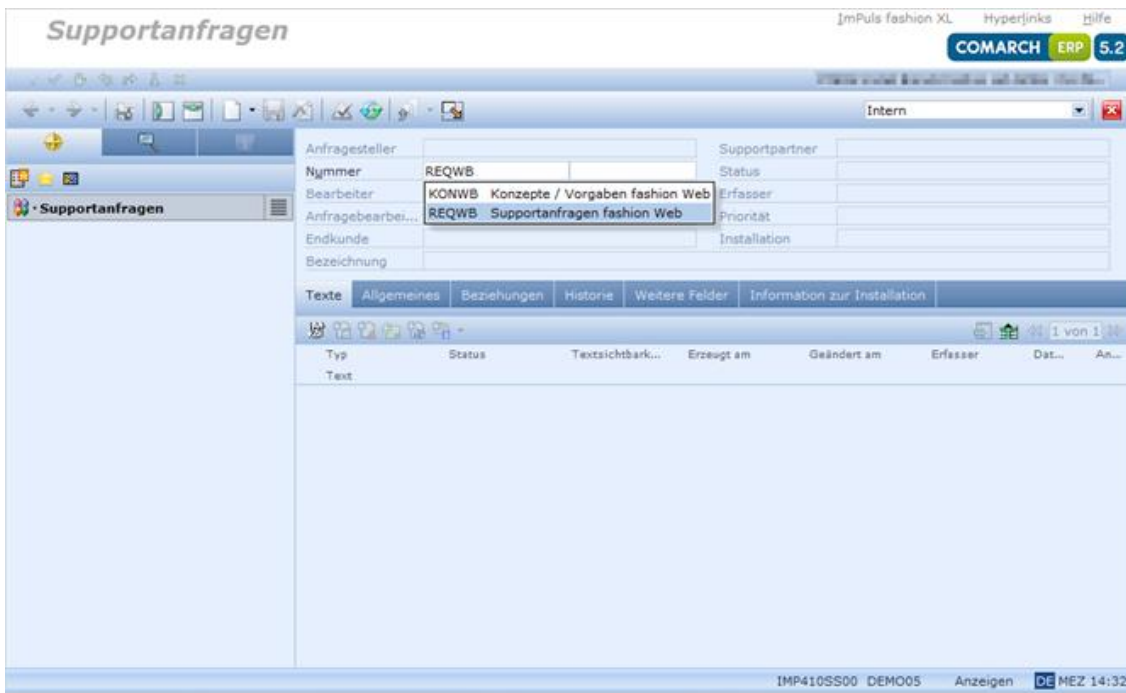 Supportanfragen
ImPuls fashion XL Hyperlinks Hilfe
COMARCH ERP 5.2
Intern
Anfragesteller Supportpartner
Nummer REQWB Status
Bearbeiter KONWB Konzepte / Vorgaben fashion Web Erfasser
Anfragebearbei... REQWB Supportanfragen fashion Web Priorität
Supportanfragen
Endkunde Installation
Bezeichnung
Texte Allgemeines Beziehungen Historie Weitere Felder Information zur Installation
1 von 1
Typ Status Textsichtbark... Erzeugt am Geändert am Erfasser Dat... An...
Text
IMP410SS00 DEMO05 Anzeigen DE MEZ 14:32